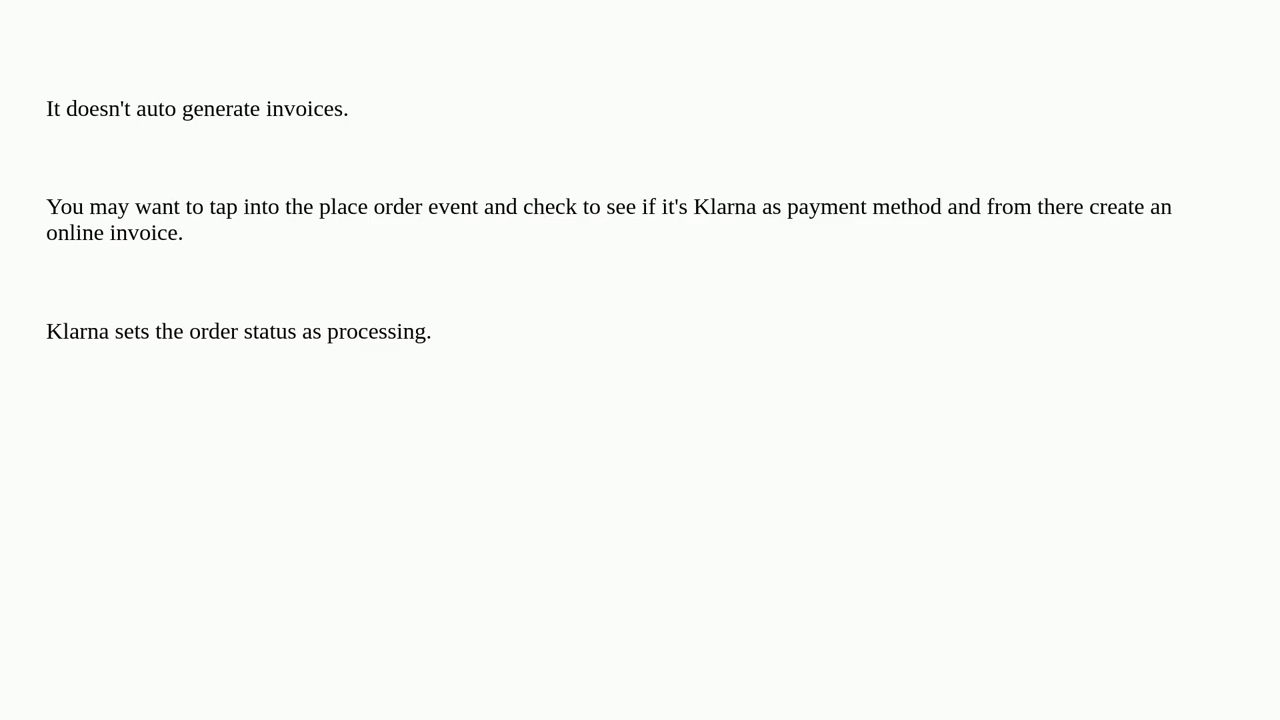 It doesn't auto generate invoices.
You may want to tap into the place order event and check to see if it's Klarna as payment method and from there create an
online invoice.
Klarna sets the order status as processing.